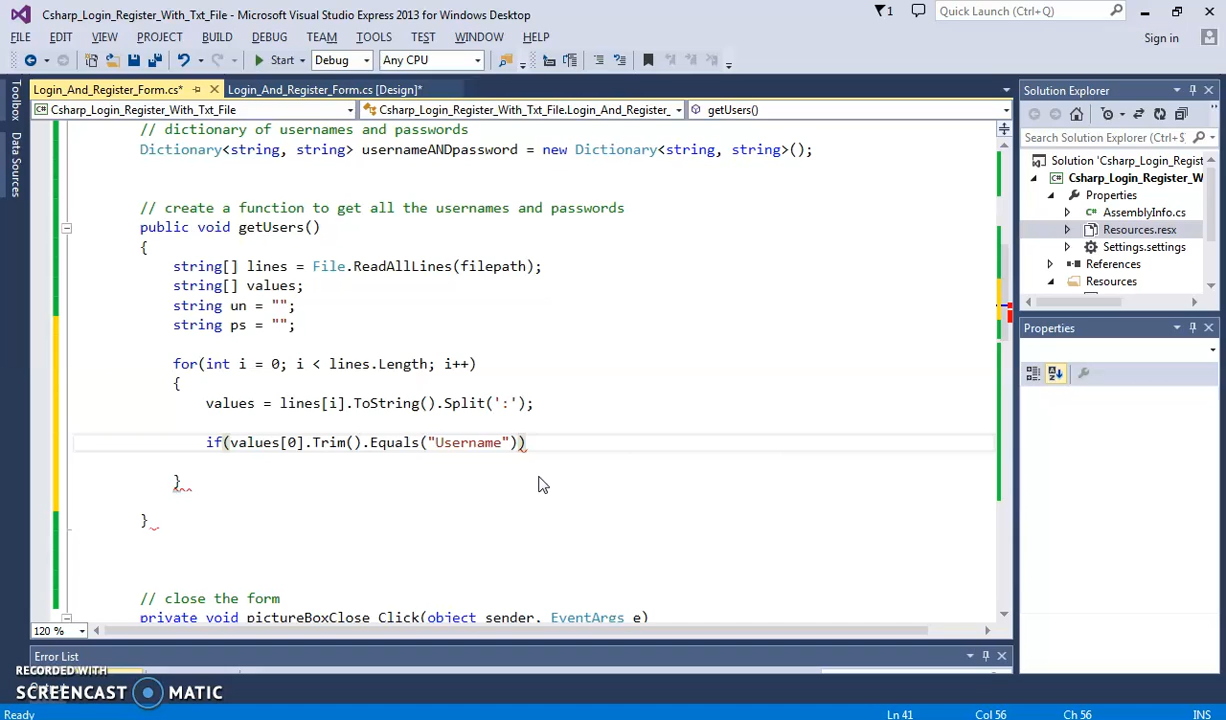 Csharp_Login_Register_With_Txt_File - Microsoft Visual Studio Express 2013 for Windows Desktop
1
Quick Launch (Ctrl+Q)
FILE EDIT VIEW PROJECT BUILD DEBUG TEAM TOOLS TEST WINDOW HELP
Sign in
Start Debug Any CPU
Toolbox
Data Sources
Login_And_Register_Form.cs*
Login_And_Register_Form.cs [Design]*
Csharp_Login_Register_With_Txt_File
Csharp_Login_Register_With_Txt_File.Login_And_Register_
getUsers()
// dictionary of usernames and passwords
Dictionary<string, string> usernameANDpassword = new Dictionary<string, string>();
// create a function to get all the usernames and passwords
public void getUsers()
{
string[] lines = File.ReadAllLines(filepath);
string[] values;
string un = "";
string ps = "";
for(int i = 0; i < lines.Length; i++)
{
values = lines[i].ToString().Split(':');
if(values[0].Trim().Equals("Username"))
}
}
// close the form
private void pictureBoxClose_Click(object sender, EventArgs e)
120 %
Error List
Solution Explorer
Search Solution Explorer (Ctrl+;)
Solution 'Csharp_Login_Regist
Csharp_Login_Register_W
Properties
AssemblyInfo.cs
Resources.resx
Settings.settings
References
Resources
Properties
RECORDED WITH
SCREENCAST MATIC
Ready
Ln 41
Col 56
Ch 56
INS